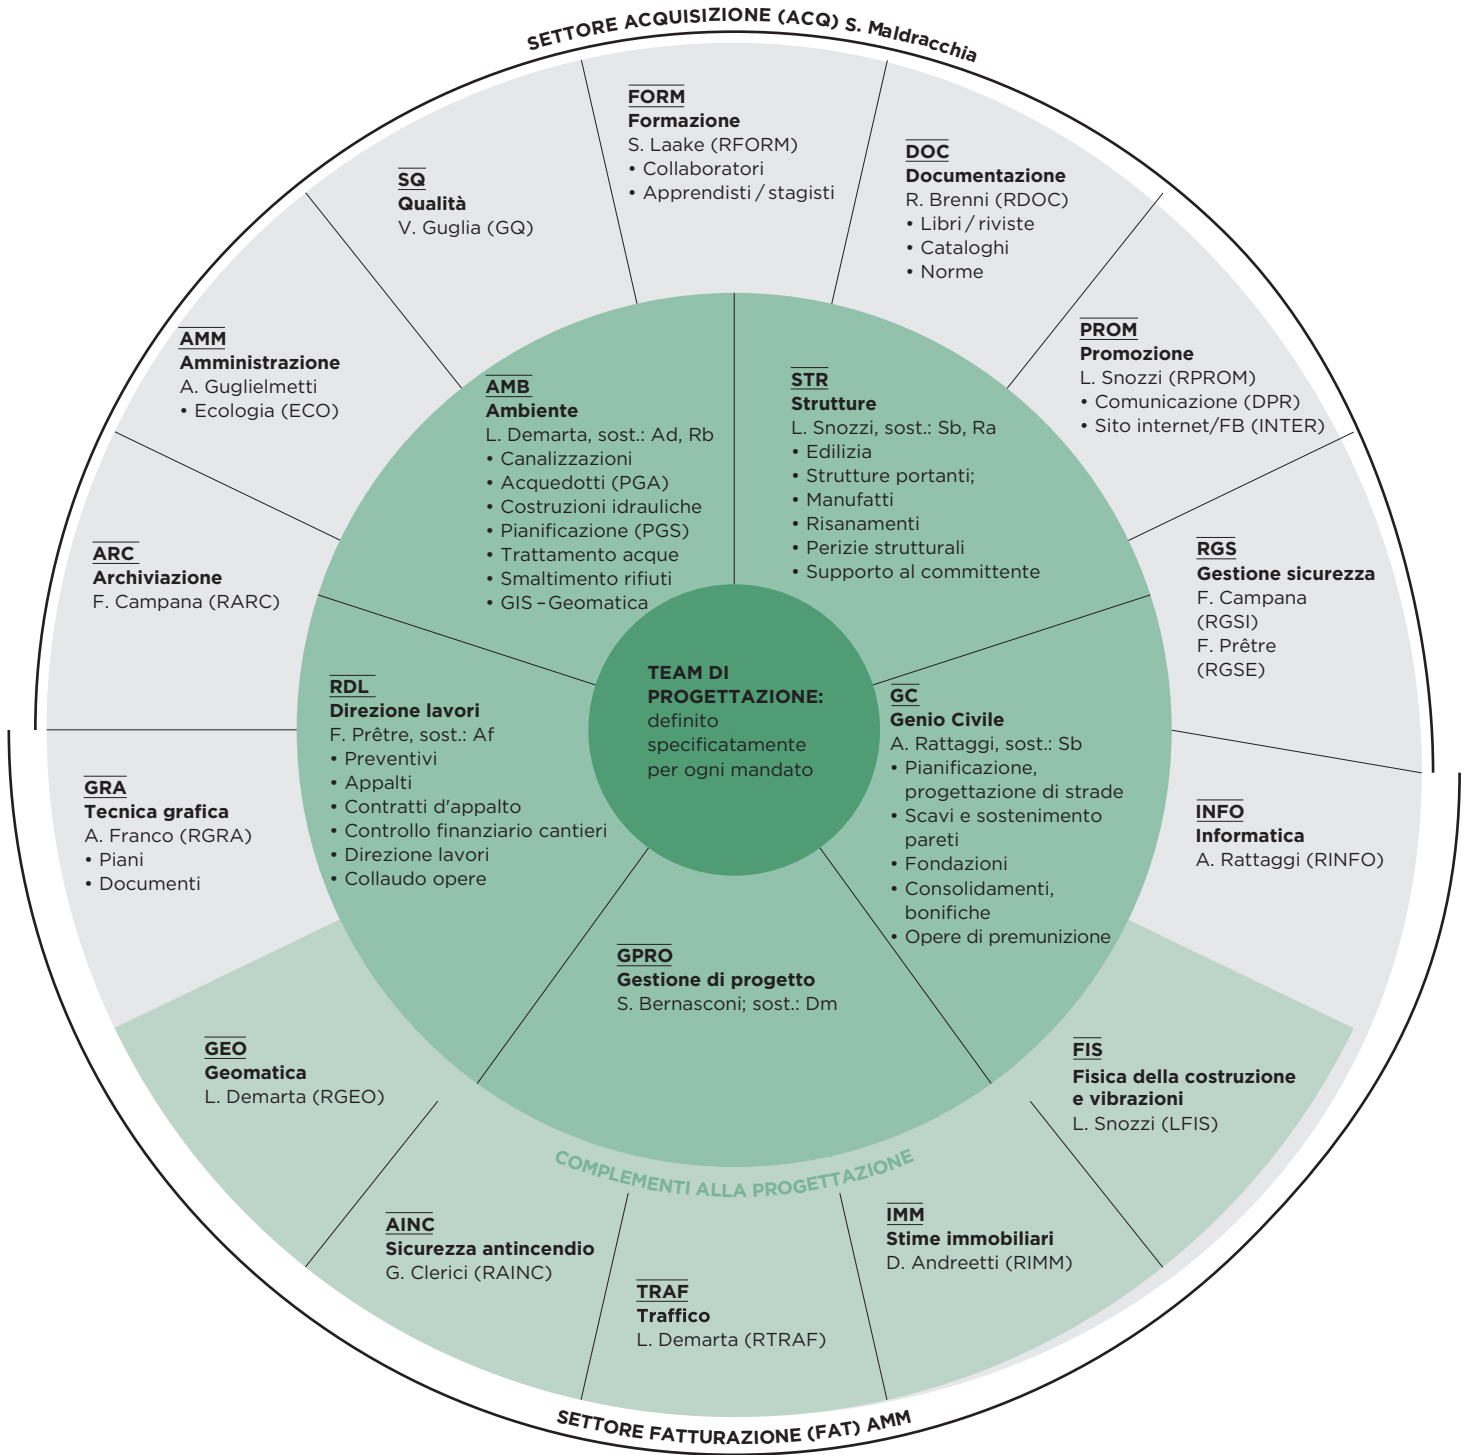 SETTORE ACQUISIZIONE (ACQ) S. Maldracchia
FORM
Formazione
S. Laake (RFORM)
• Collaboratori
• Apprendisti / stagisti
DOC
Documentazione
R. Brenni (RDOC)
• Libri / riviste
• Cataloghi
• Norme
SQ
Qualità
V. Guglia (GQ)
PROM
Promozione
L. Snozzi (RPROM)
• Comunicazione (DPR)
• Sito internet/FB (INTER)
AMM
Amministrazione
A. Guglielmetti
• Ecologia (ECO)
AMB
Ambiente
L. Demarta, sost.: Ad, Rb
• Canalizzazioni
• Acquedotti (PGA)
• Costruzioni idrauliche
• Pianificazione (PGS)
• Trattamento acque
• Smaltimento rifiuti
• GIS – Geomatica
STR
Strutture
L. Snozzi, sost.: Sb, Ra
• Edilizia
• Strutture portanti;
• Manufatti
• Risanamenti
• Perizie strutturali
• Supporto al committente
ARC
Archiviazione
F. Campana (RARC)
RGS
Gestione sicurezza
F. Campana
(RGSI)
F. Prêtre
(RGSE)
TEAM DI
PROGETTAZIONE:
definito
specificatamente
per ogni mandato
RDL
Direzione lavori
F. Prêtre, sost.: Af
• Preventivi
• Appalti
• Contratti d'appalto
• Controllo finanziario cantieri
• Direzione lavori
• Collaudo opere
GC
Genio Civile
A. Rattaggi, sost.: Sb
• Pianificazione,
progettazione di strade
• Scavi e sostenimento
pareti
• Fondazioni
• Consolidamenti,
bonifiche
• Opere di premunizione
GRA
Tecnica grafica
A. Franco (RGRA)
• Piani
• Documenti
INFO
Informatica
A. Rattaggi (RINFO)
GPRO
Gestione di progetto
S. Bernasconi; sost.: Dm
GEO
Geomatica
L. Demarta (RGEO)
FIS
Fisica della costruzione
e vibrazioni
L. Snozzi (LFIS)
COMPLEMENTI ALLA PROGETTAZIONE
AINC
Sicurezza antincendio
G. Clerici (RAINC)
IMM
Stime immobiliari
D. Andreetti (RIMM)
TRAF
Traffico
L. Demarta (RTRAF)
SETTORE FATTURAZIONE (FAT) AMM